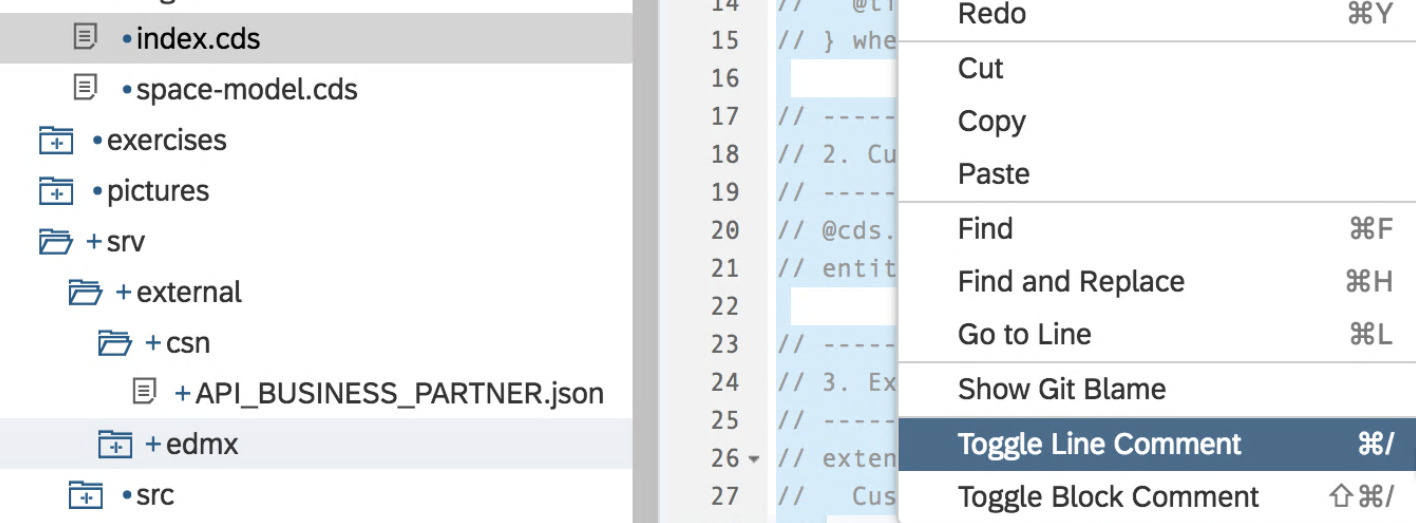 •index.cds
•space-model.cds
•exercises
•pictures
+srv
+external
+csn
+API_BUSINESS_PARTNER.json
+edmx
•src
14 //
15 // } whe
16
17 // -----
18 // 2. Cu
19 // -----
20 // @cds.
21 // entit
22
23 // -----
24 // 3. Ex
25 // -----
26 // exten
27 //   Cus
Redo ⌘Y
Cut
Copy
Paste
Find ⌘F
Find and Replace ⌘H
Go to Line ⌘L
Show Git Blame
Toggle Line Comment ⌘/
Toggle Block Comment ⇧⌘/